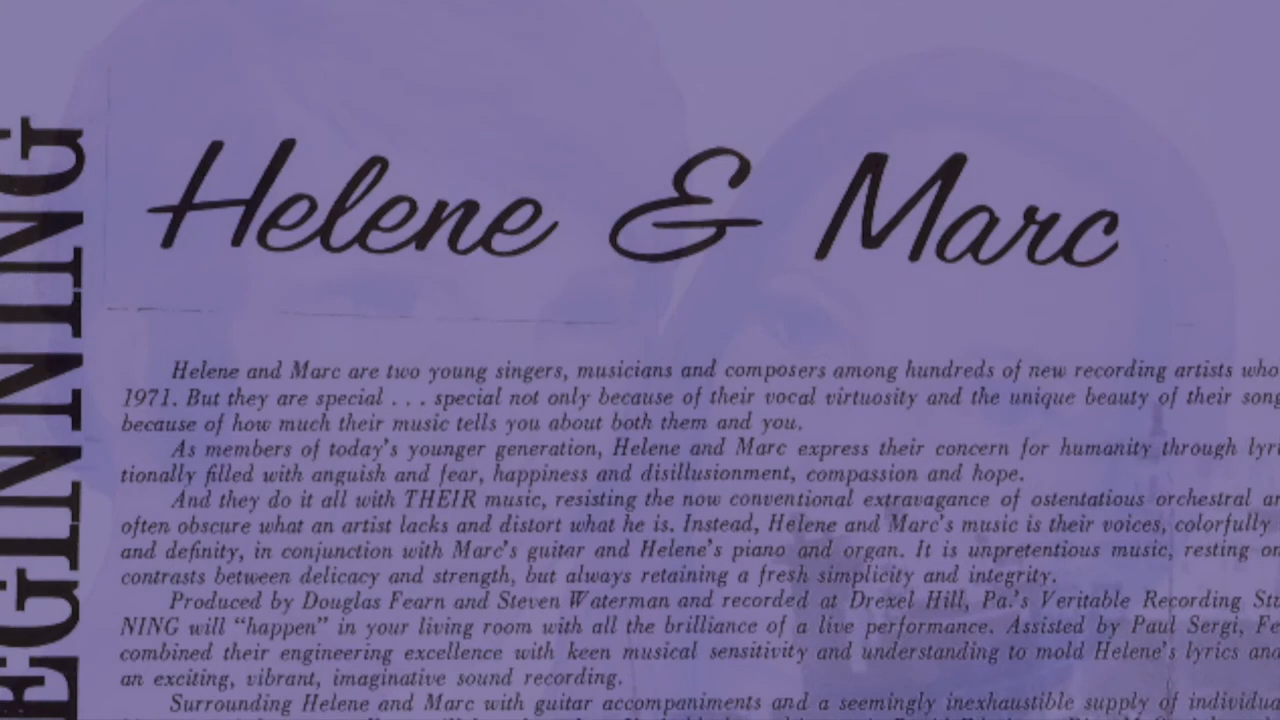 EGINNING
Helene & Marc
Helene and Marc are two young singers, musicians and composers among hundreds of new recording artists who
1971. But they are special . . . special not only because of their vocal virtuosity and the unique beauty of their song
because of how much their music tells you about both them and you.
As members of today's younger generation, Helene and Marc express their concern for humanity through lyri
tionally filled with anguish and fear, happiness and disillusionment, compassion and hope.
And they do it all with THEIR music, resisting the now conventional extravagance of ostentatious orchestral ar
often obscure what an artist lacks and distort what he is. Instead, Helene and Marc's music is their voices, colorfully
and definity, in conjunction with Marc's guitar and Helene's piano and organ. It is unpretentious music, resting on
contrasts between delicacy and strength, but always retaining a fresh simplicity and integrity.
Produced by Douglas Fearn and Steven Waterman and recorded at Drexel Hill, Pa.'s Veritable Recording Stu
NING will "happen" in your living room with all the brilliance of a live performance. Assisted by Paul Sergi, Fe
combined their engineering excellence with keen musical sensitivity and understanding to mold Helene's lyrics and
an exciting, vibrant, imaginative sound recording.
Surrounding Helene and Marc with guitar accompaniments and a seemingly inexhaustible supply of individua